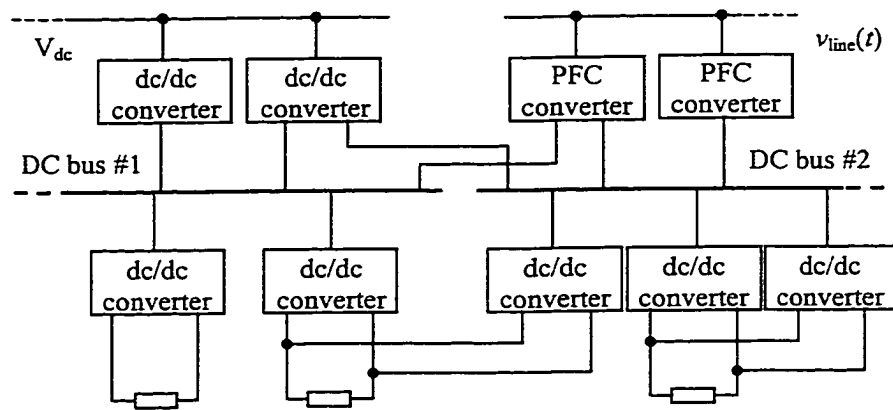 V_dc
v_line(t)
dc/dc
converter
dc/dc
converter
PFC
converter
PFC
converter
DC bus #1
DC bus #2
dc/dc
converter
dc/dc
converter
dc/dc
converter
dc/dc
converter
dc/dc
converter